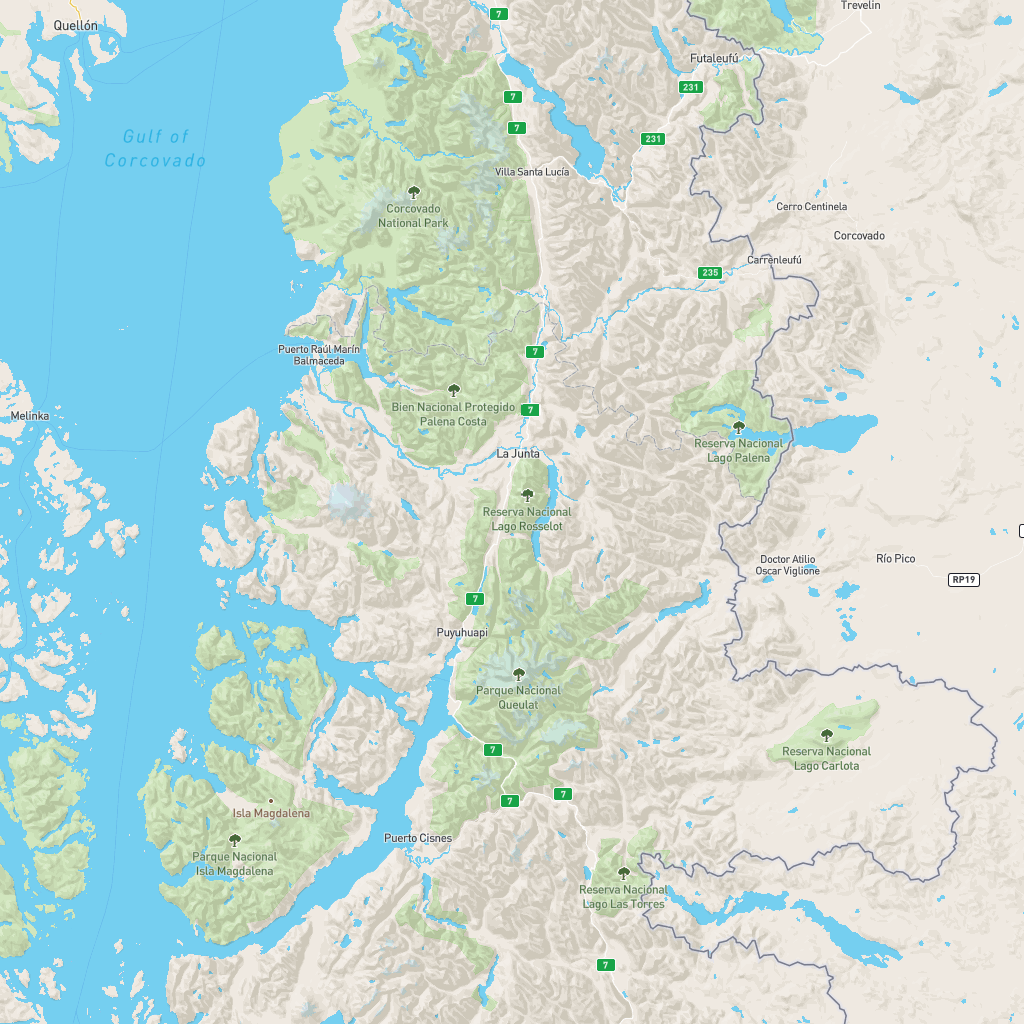 Trevelin
7
Quellón
Futaleufú
231
7
7
231
Gulf of
Corcovado
Villa Santa Lucía
Cerro Centinela
Corcovado
National Park
Corcovado
Carrenleufú
235
Puerto Raúl Marín
Balmaceda
7
Bien Nacional Protegido
Palena Costa
7
Melinka
Reserva Nacional
Lago Palena
La Junta
Reserva Nacional
Lago Rosselot
Doctor Atilio
Oscar Viglione
Río Pico
RP19
7
Puyuhuapi
Parque Nacional
Queulat
7
Reserva Nacional
Lago Carlota
7
7
Isla Magdalena
Puerto Cisnes
Parque Nacional
Isla Magdalena
Reserva Nacional
Lago Las Torres
7